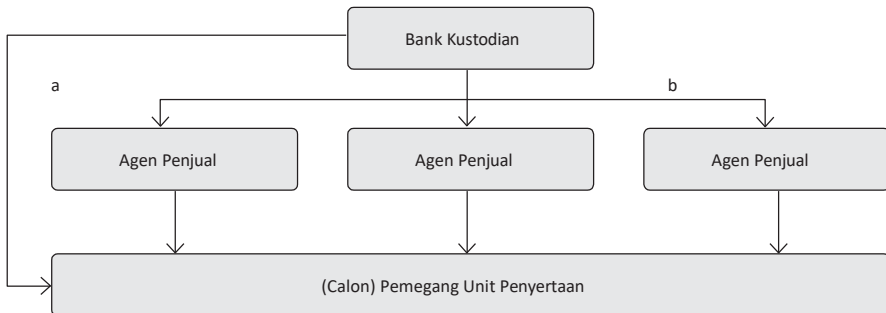 Bank Kustodian
a
b
Agen Penjual
Agen Penjual
Agen Penjual
(Calon) Pemegang Unit Penyertaan